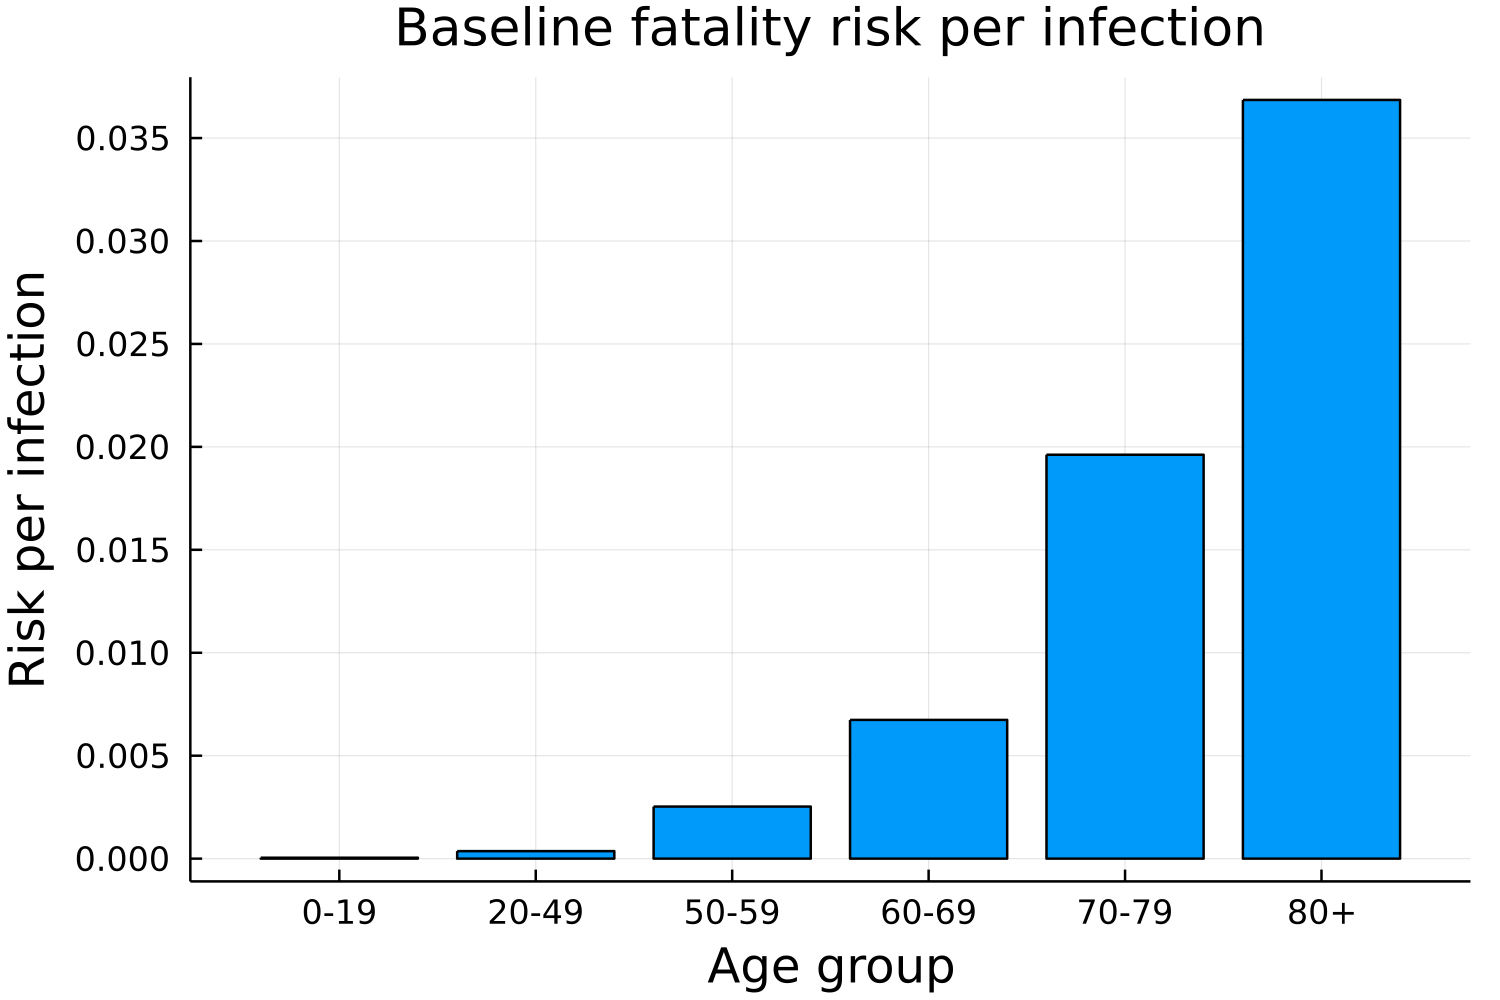 Baseline fatality risk per infection
Risk per infection
0.035
0.030
0.025
0.020
0.015
0.010
0.005
0.000
0-19 20-49 50-59 60-69 70-79 80+
Age group